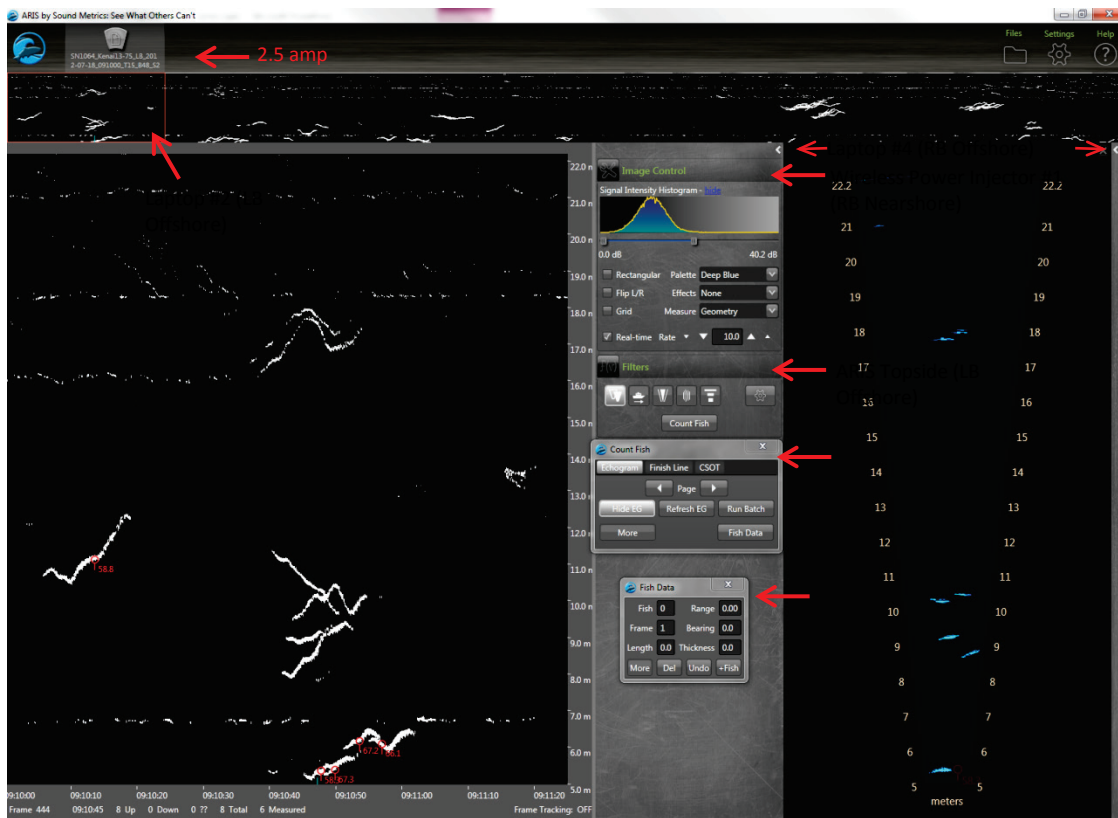 ARIS by Sound Metrics: See What Others Can't
Files Settings Help
SN1064_Kenai13-75_L8_201
2-07-18_091000_T15_848_S2
2.5 amp
Offshore)
(RB Nearshore)
Power Injector
ARIS Topside (LB
Offshore)
22.0 m
21.0 m
20.0 m
19.0 m
18.0 m
17.0 m
16.0 m
15.0 m
14.0 m
13.0 m
12.0 m
11.0 m
10.0 m
9.0 m
8.0 m
7.0 m
6.0 m
5.0 m
58.8
67.2
67.3
09:10:00 09:10:10 09:10:20 09:10:30 09:10:40 09:10:50 09:11:00 09:11:10 09:11:20
Frame 444 09:10:45 8 Up 0 Down 0 ?? 8 Total 6 Measured Frame Tracking: OFF
Image Control
Signal Intensity Histogram - hide
0.0 dB 40.2 dB
Rectangular Palette Deep Blue
Flip L/R Effects None
Grid Measure Geometry
Real-time Rate 10.0
Filters
Count Fish
Count Fish x
Echogram Finish Line CSOT
Page
Hide EG Refresh EG Run Batch
More Fish Data
Fish Data x
Fish 0 Range 0.00
Frame 1 Bearing 0.0
Length 0.0 Thickness 0.0
More Del Undo +Fish
22.2 22.2
21 21
20 20
19 19
18 18
17 17
16 16
15 15
14 14
13 13
12 12
11 11
10 10
9 9
8 8
7 7
6 6
5 5
meters